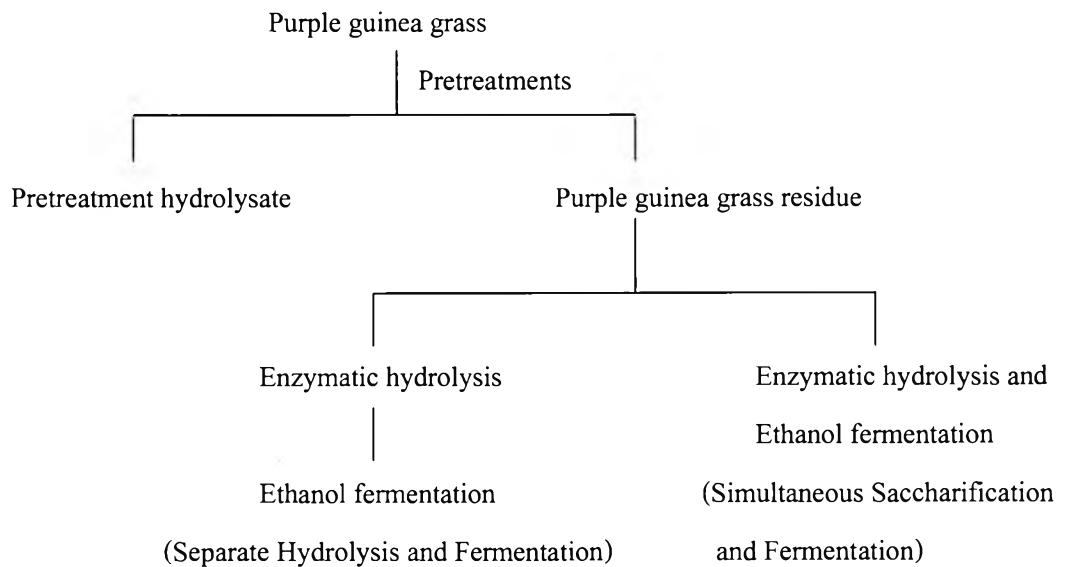 Purple guinea grass
Pretreatments
Pretreatment hydrolysate
Purple guinea grass residue
Enzymatic hydrolysis
Ethanol fermentation
(Separate Hydrolysis and Fermentation)
Enzymatic hydrolysis and
Ethanol fermentation
(Simultaneous Saccharification
and Fermentation)